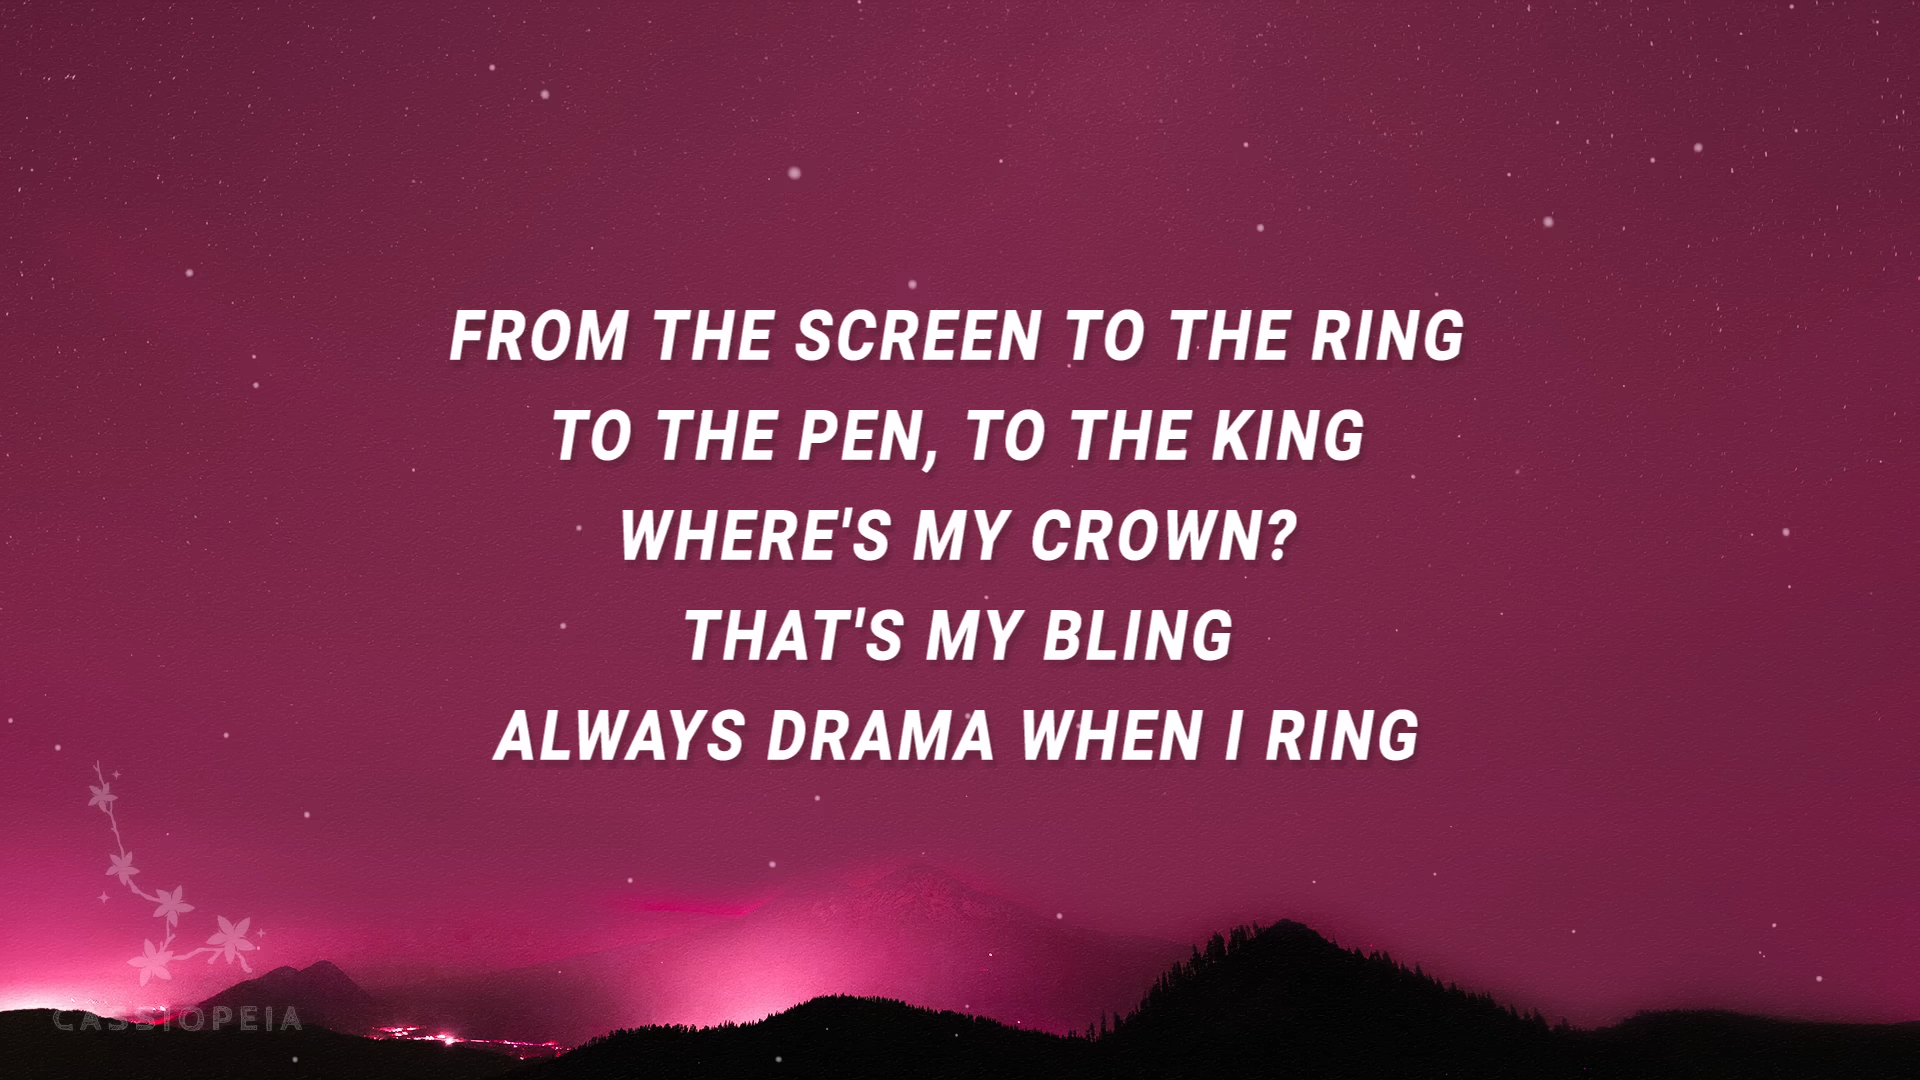 FROM THE SCREEN TO THE RING
TO THE PEN, TO THE KING
WHERE'S MY CROWN?
THAT'S MY BLING
ALWAYS DRAMA WHEN I RING
CASSIOPEIA